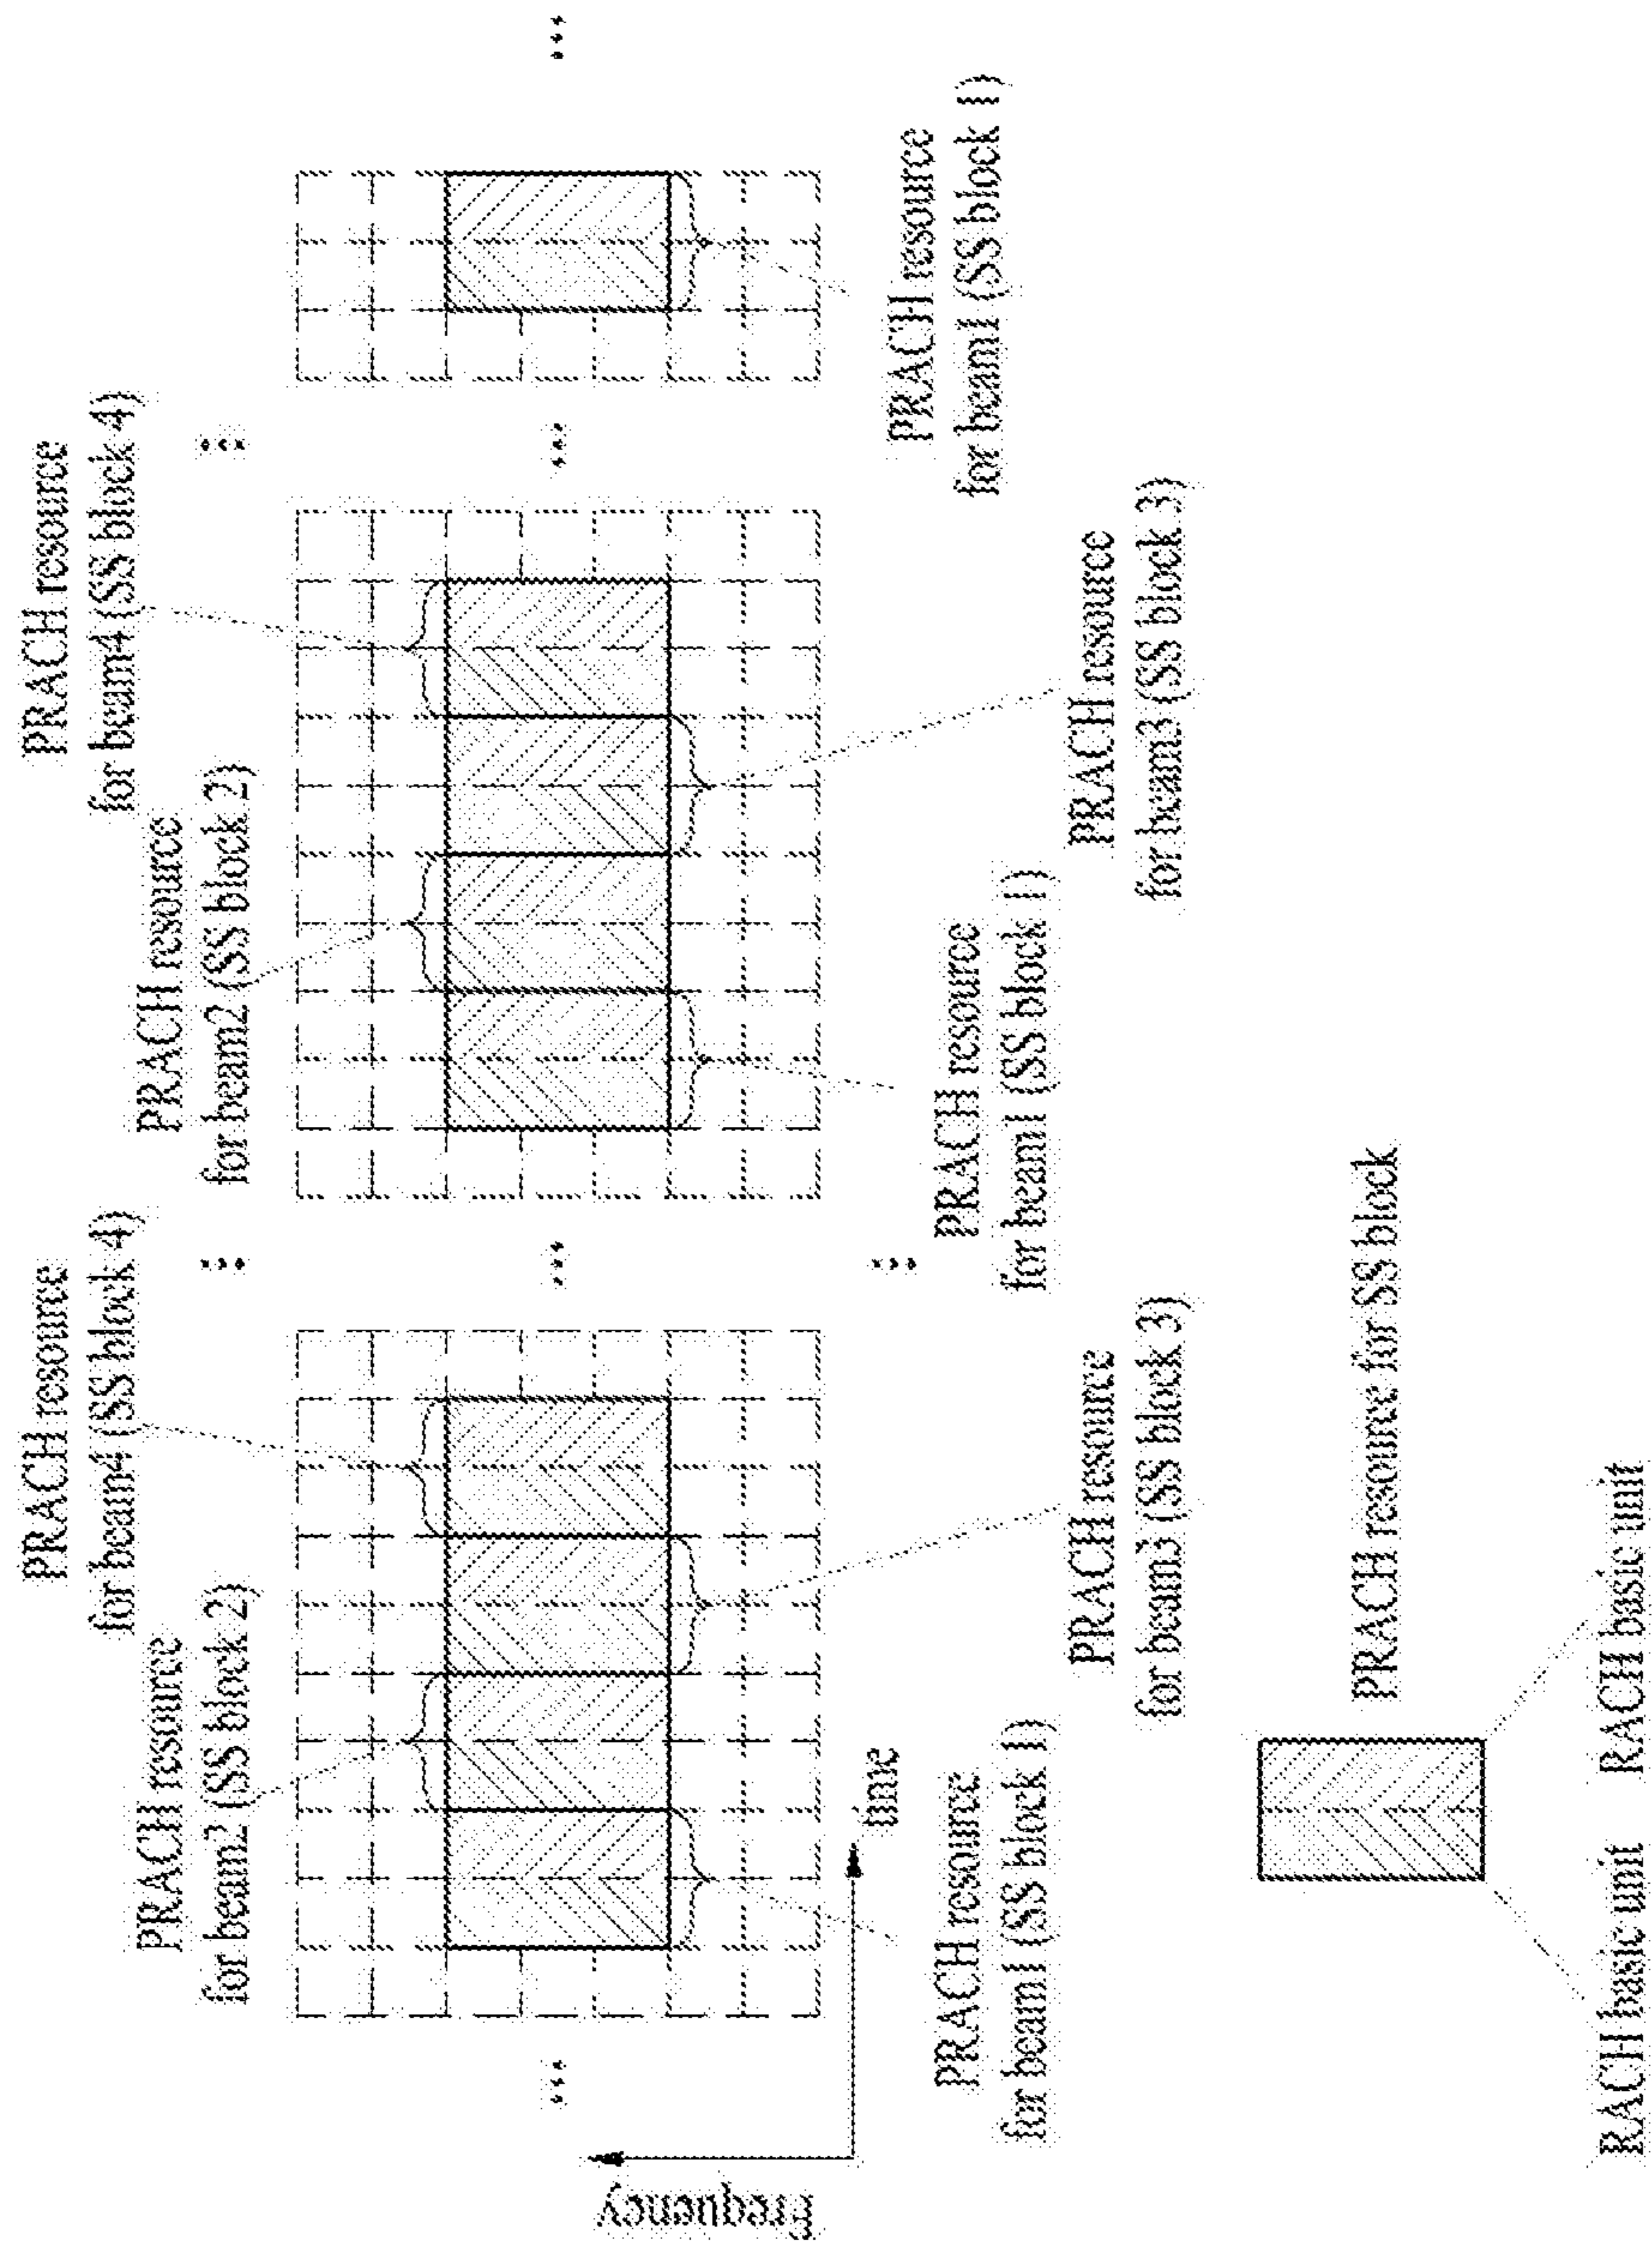 PRACH resource
for beam2 (SS block 2)
PRACH resource
for beam4 (SS block 4)
PRACH resource
for beam2 (SS block 2)
PRACH resource
for beam4 (SS block 4)
Frequency
time
PRACH resource
for beam1 (SS block 1)
PRACH resource
for beam3 (SS block 3)
PRACH resource
for beam1 (SS block 1)
PRACH resource
for beam3 (SS block 3)
PRACH resource
for beam1 (SS block 1)
PRACH resource for SS block
RACH basic unit
RACH basic unit